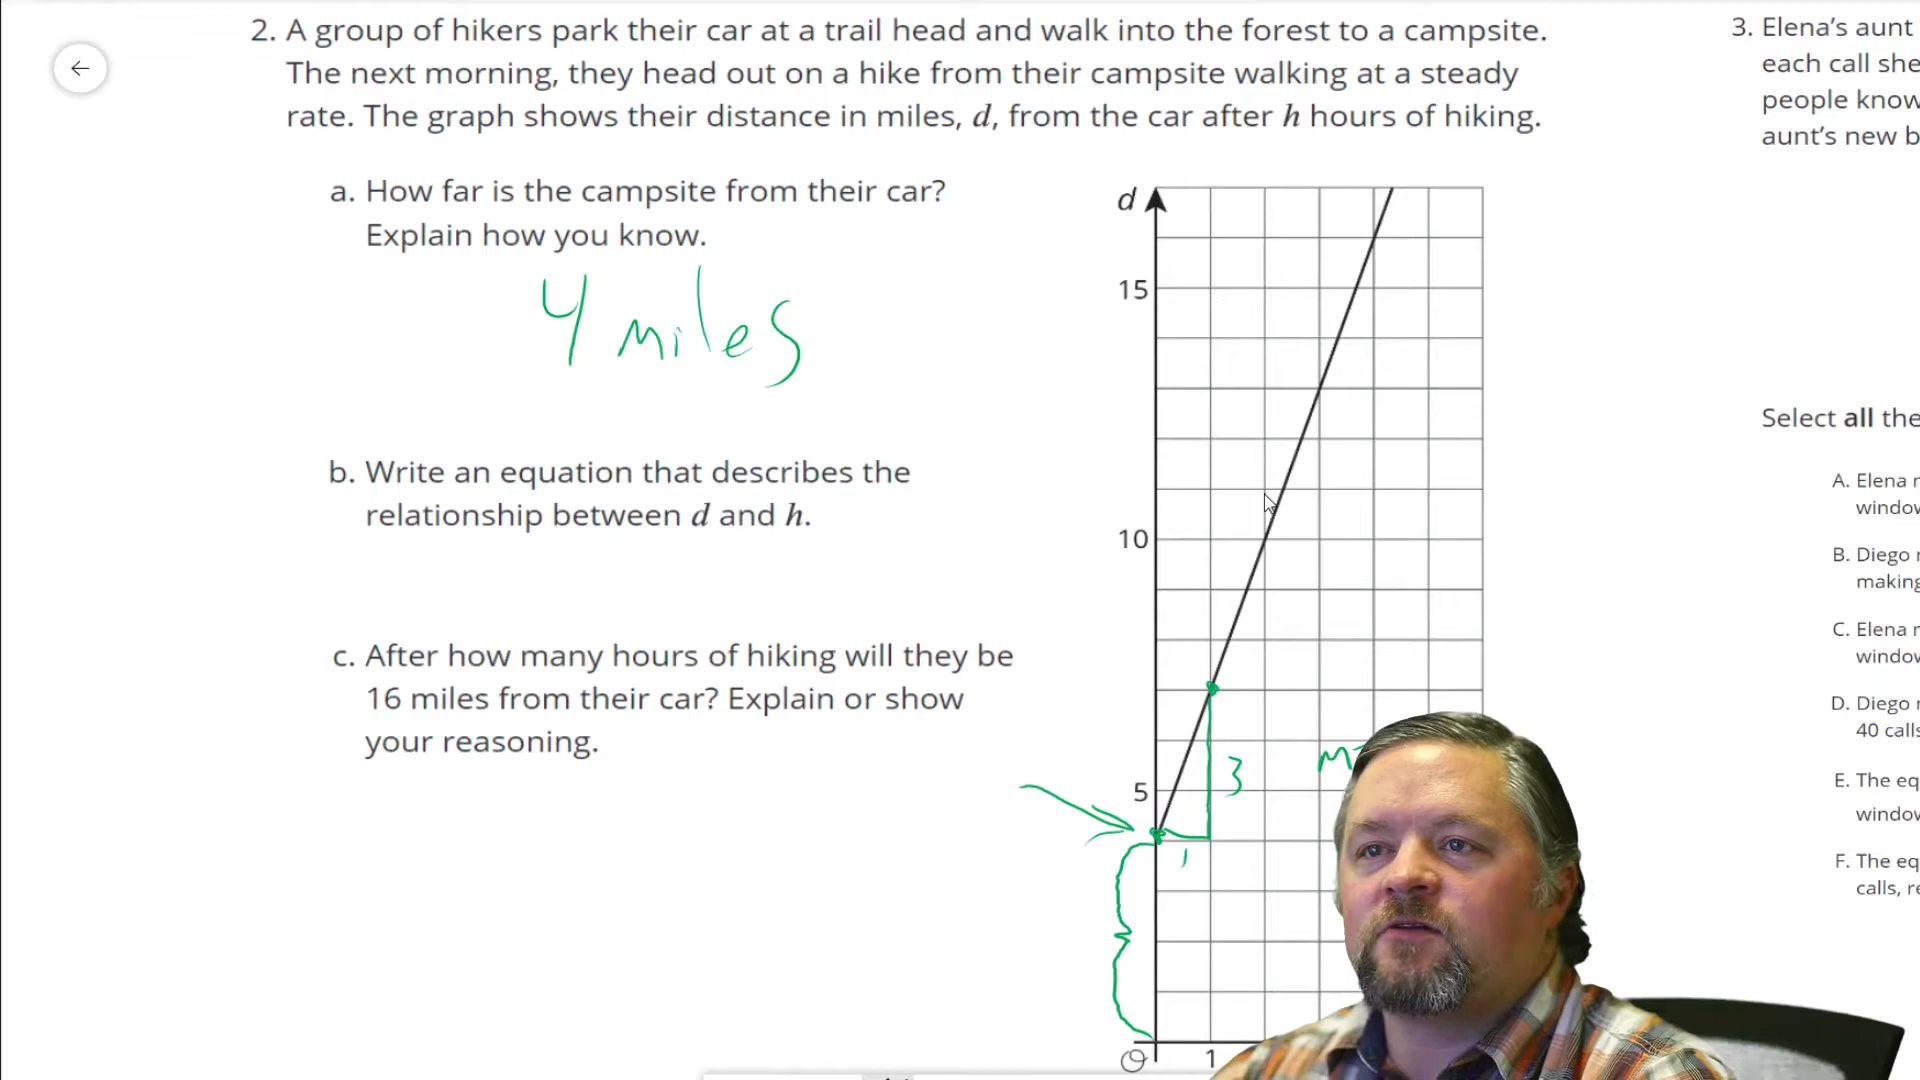 2. A group of hikers park their car at a trail head and walk into the forest to a campsite.
The next morning, they head out on a hike from their campsite walking at a steady
rate. The graph shows their distance in miles, d, from the car after h hours of hiking.
a. How far is the campsite from their car?
Explain how you know.
4 miles
b. Write an equation that describes the
relationship between d and h.
c. After how many hours of hiking will they be
16 miles from their car? Explain or show
your reasoning.
d
15
10
5
3
1
m
O
1
3. Elena's aunt
each call she
people know
aunt's new b
Select all the
A. Elena
window
B. Diego
making
C. Elena
window
D. Diego
40 calls
E. The eq
window
F. The eq
calls, re